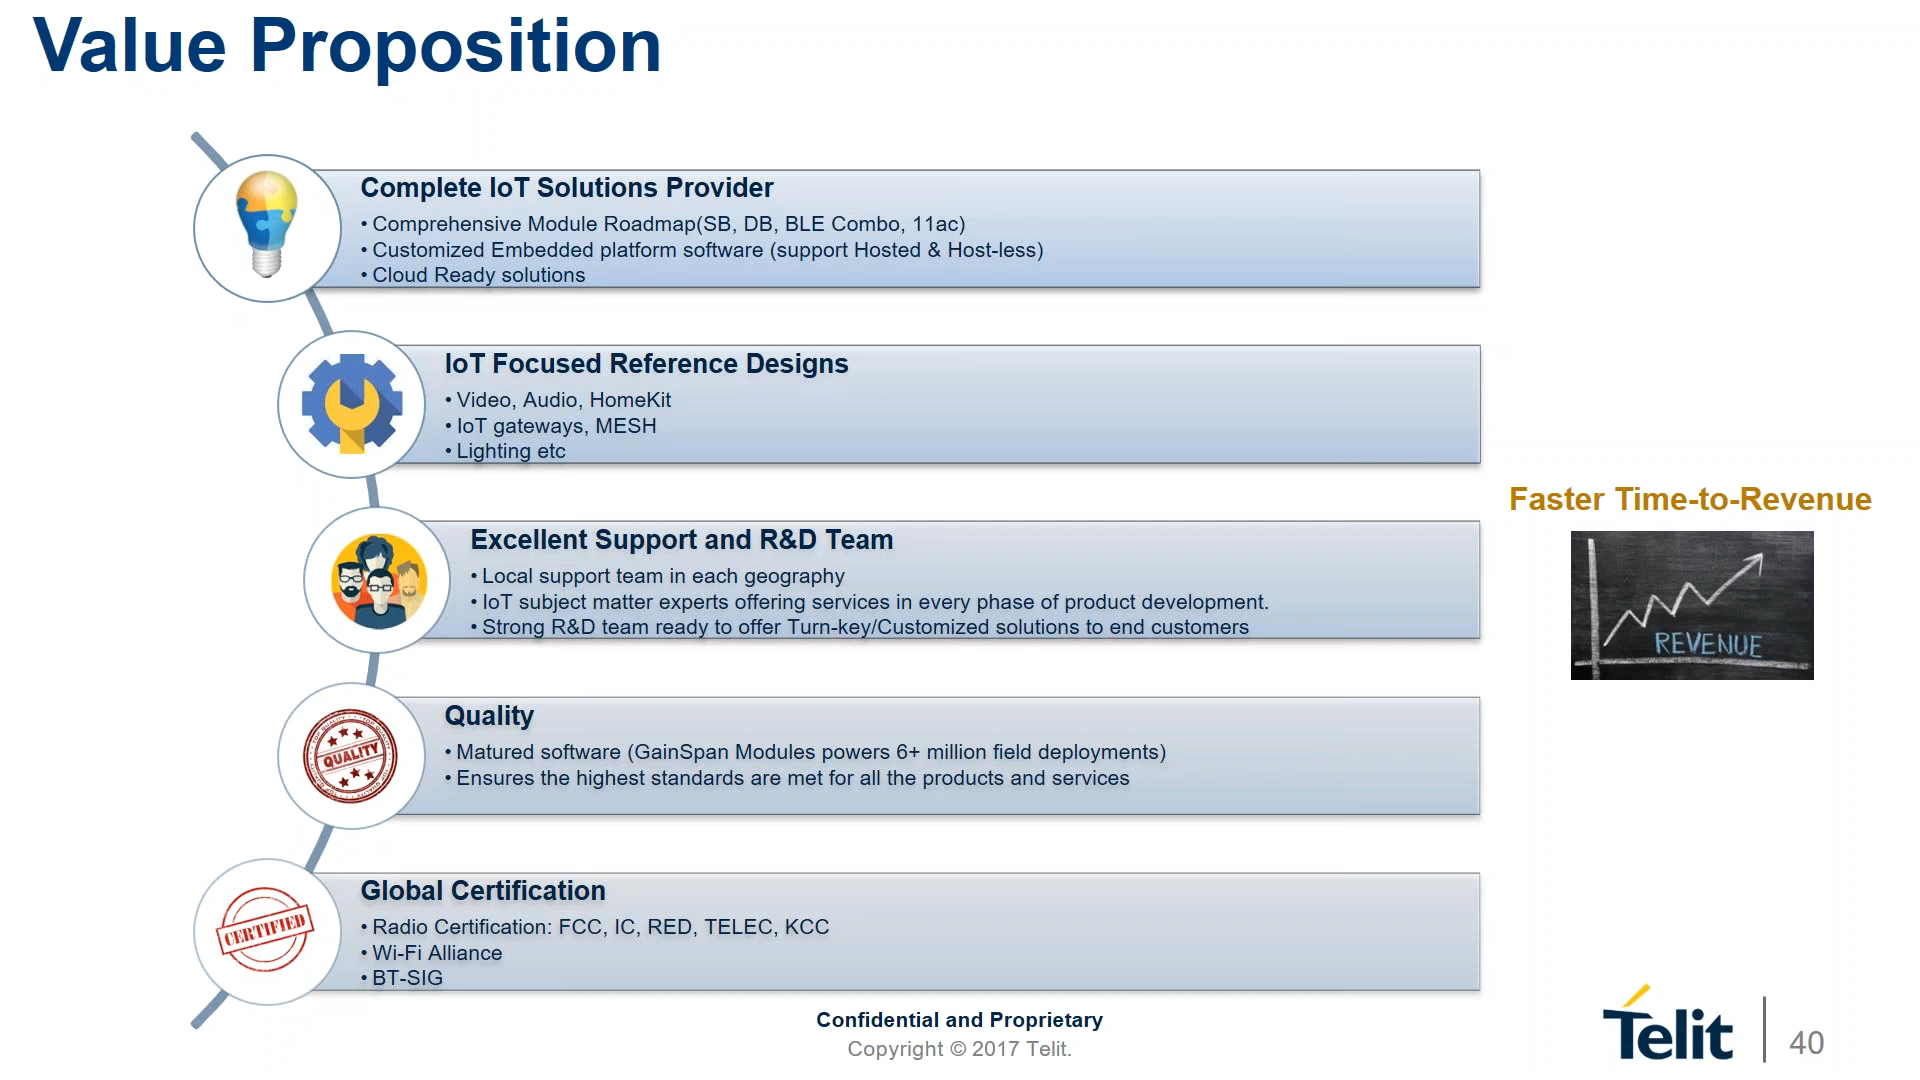 Value Proposition
Complete IoT Solutions Provider
• Comprehensive Module Roadmap(SB, DB, BLE Combo, 11ac)
• Customized Embedded platform software (support Hosted & Host-less)
• Cloud Ready solutions
IoT Focused Reference Designs
• Video, Audio, HomeKit
• IoT gateways, MESH
• Lighting etc
Faster Time-to-Revenue
REVENUE
Excellent Support and R&D Team
• Local support team in each geography
• IoT subject matter experts offering services in every phase of product development.
• Strong R&D team ready to offer Turn-key/Customized solutions to end customers
QUALITY
Quality
• Matured software (GainSpan Modules powers 6+ million field deployments)
• Ensures the highest standards are met for all the products and services
CERTIFIED
Global Certification
• Radio Certification: FCC, IC, RED, TELEC, KCC
• Wi-Fi Alliance
• BT-SIG
Confidential and Proprietary
Copyright © 2017 Telit.
Telit
40